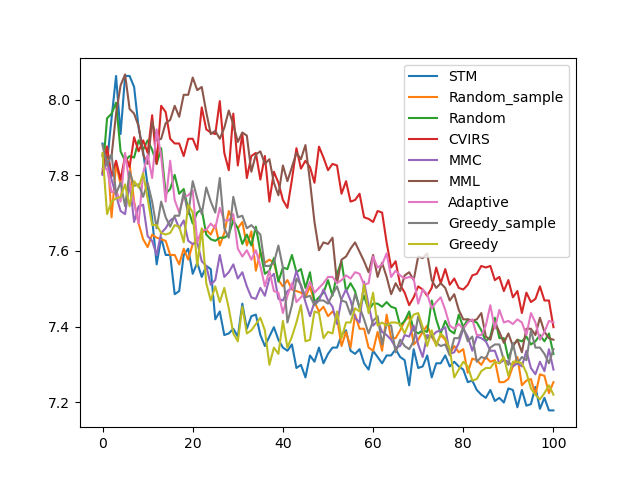 STM
Random_sample
Random
CVIRS
MMC
MML
Adaptive
Greedy_sample
Greedy
8.0
7.8
7.6
7.4
7.2
0 20 40 60 80 100